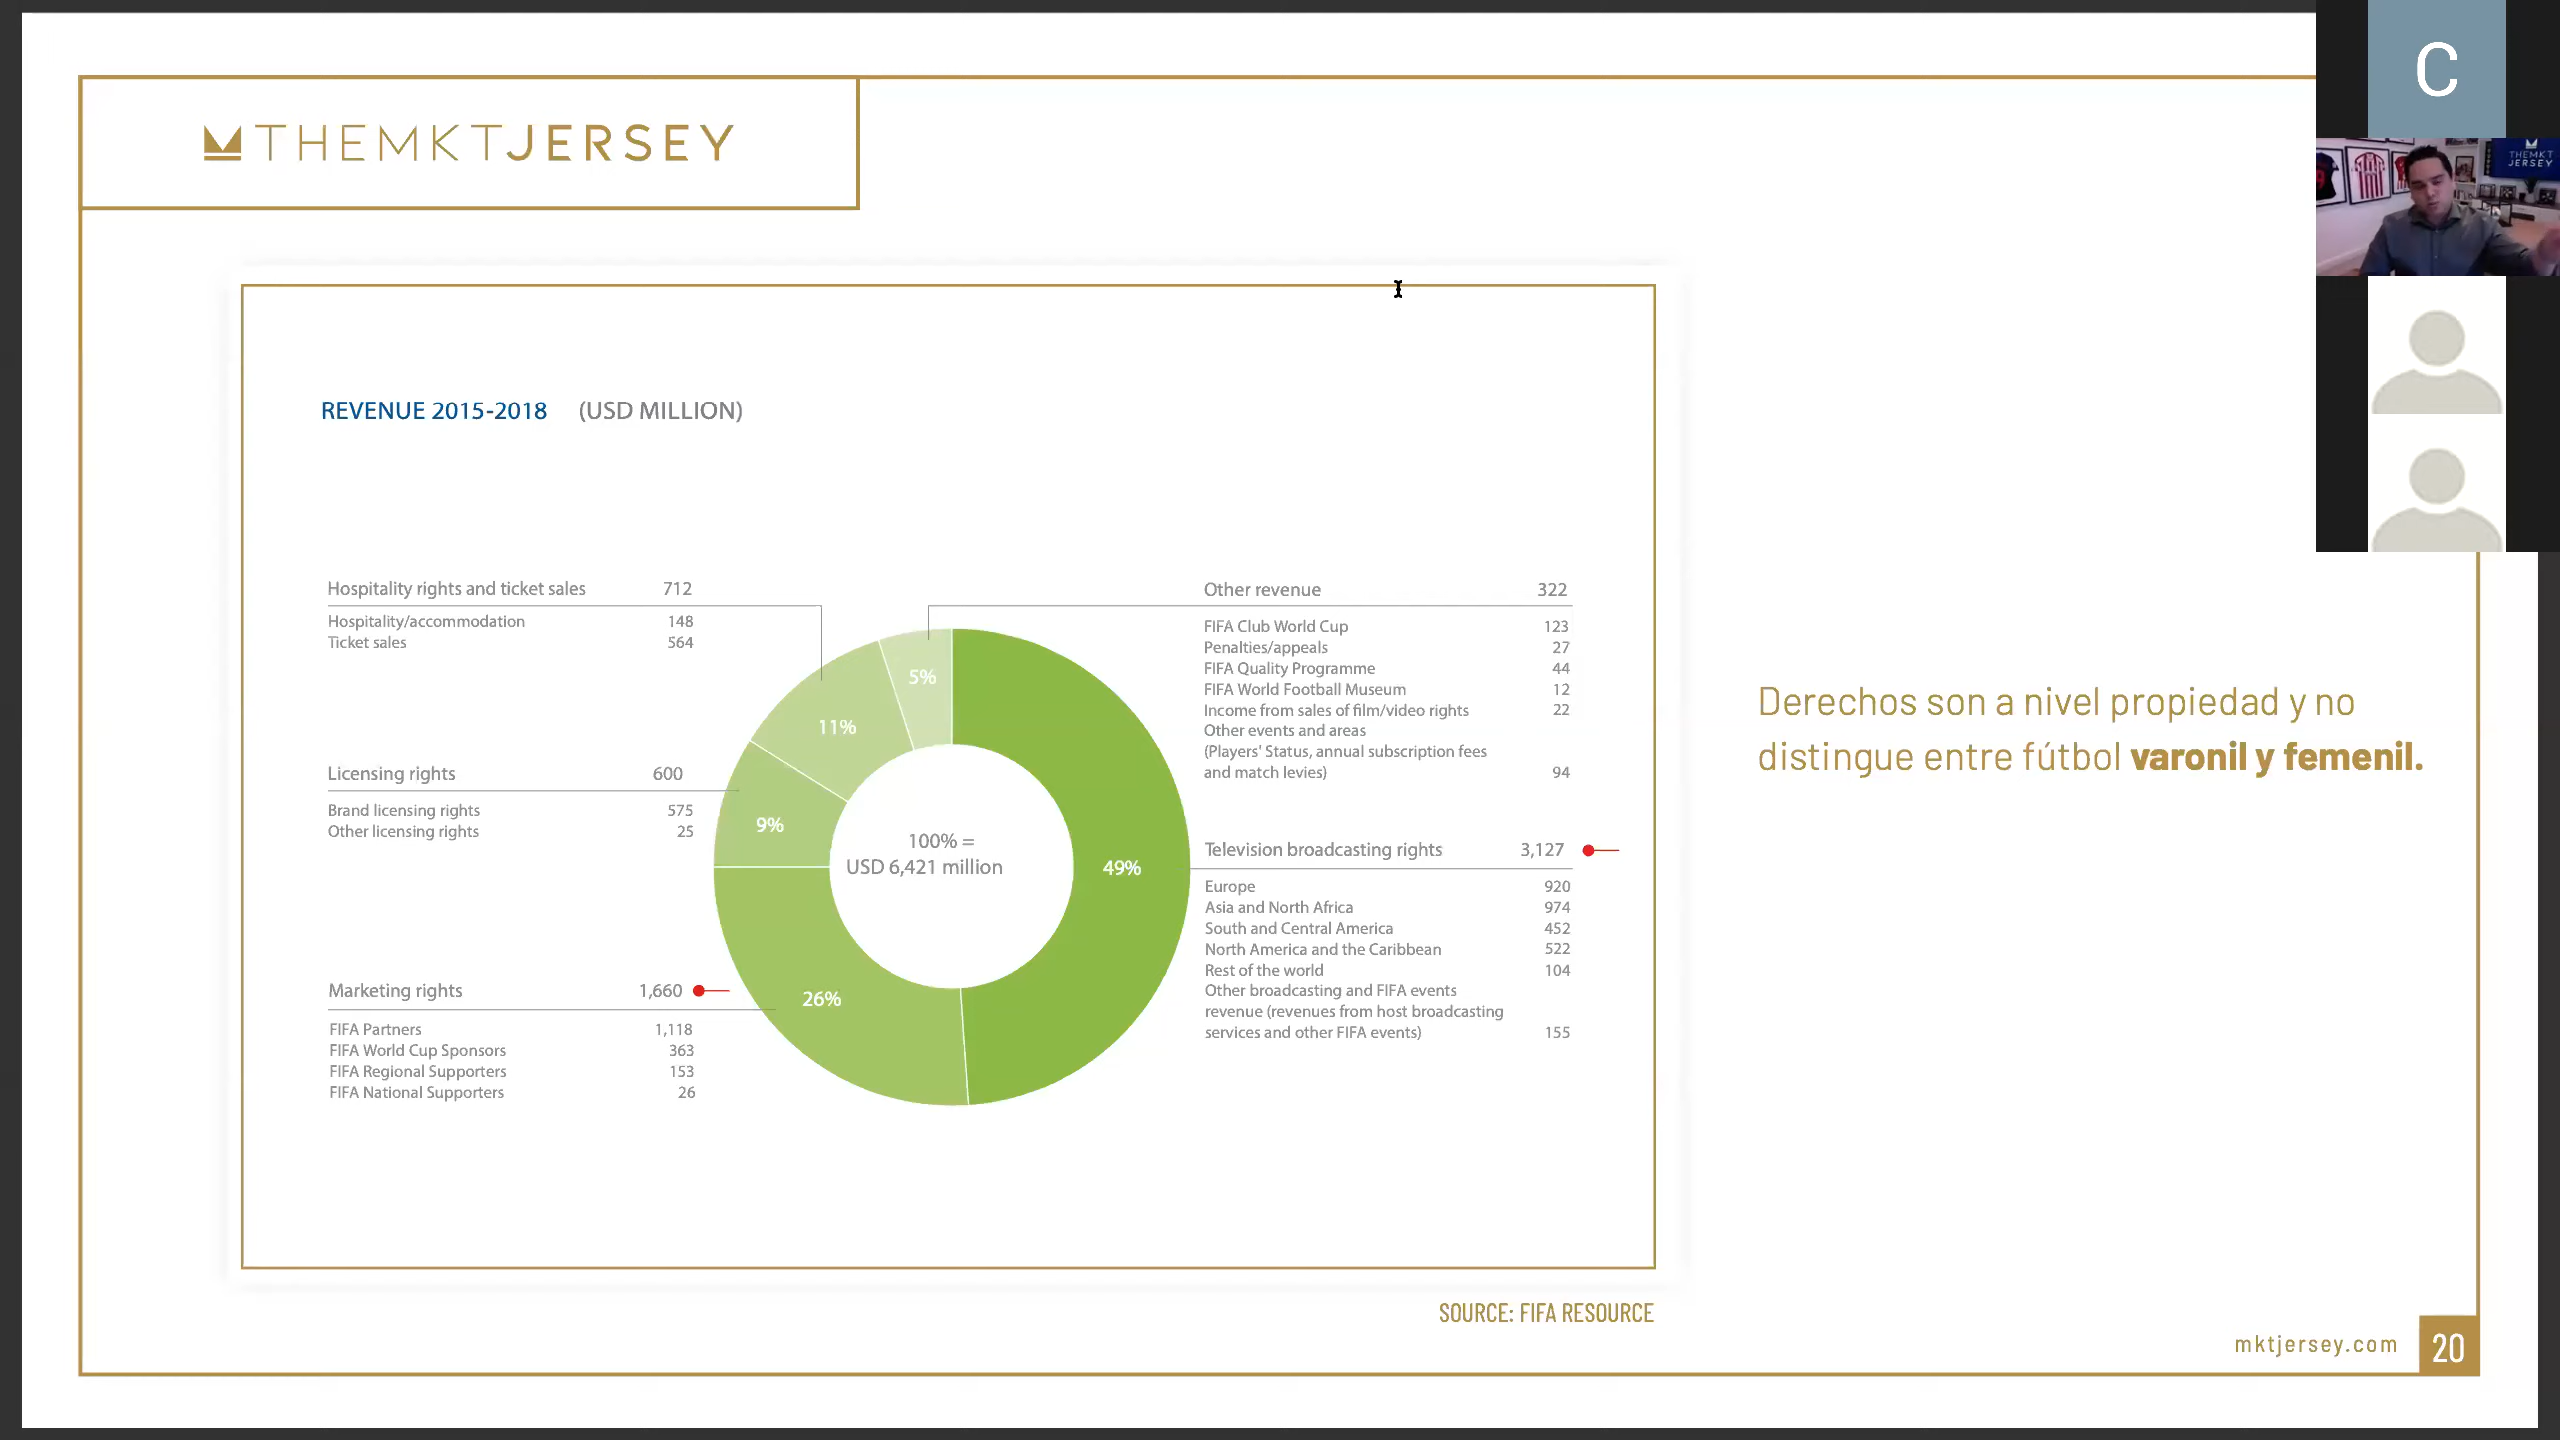 THEMKTJERSEY
C
THEMKT
JERSEY
REVENUE 2015-2018 (USD MILLION)
Hospitality rights and ticket sales 712
Hospitality/accommodation 148
Ticket sales 564
Licensing rights 600
Brand licensing rights 575
Other licensing rights 25
Marketing rights 1,660
FIFA Partners 1,118
FIFA World Cup Sponsors 363
FIFA Regional Supporters 153
FIFA National Supporters 26
5%
11%
9%
26%
49%
100% =
USD 6,421 million
Other revenue 322
FIFA Club World Cup 123
Penalties/appeals 27
FIFA Quality Programme 44
FIFA World Football Museum 12
Income from sales of film/video rights 22
Other events and areas
(Players' Status, annual subscription fees
and match levies) 94
Television broadcasting rights 3,127
Europe 920
Asia and North Africa 974
South and Central America 452
North America and the Caribbean 522
Rest of the world 104
Other broadcasting and FIFA events
revenue (revenues from host broadcasting
services and other FIFA events) 155
Derechos son a nivel propiedad y no
distingue entre fútbol varonil y femenil.
SOURCE: FIFA RESOURCE
mktjersey.com 20